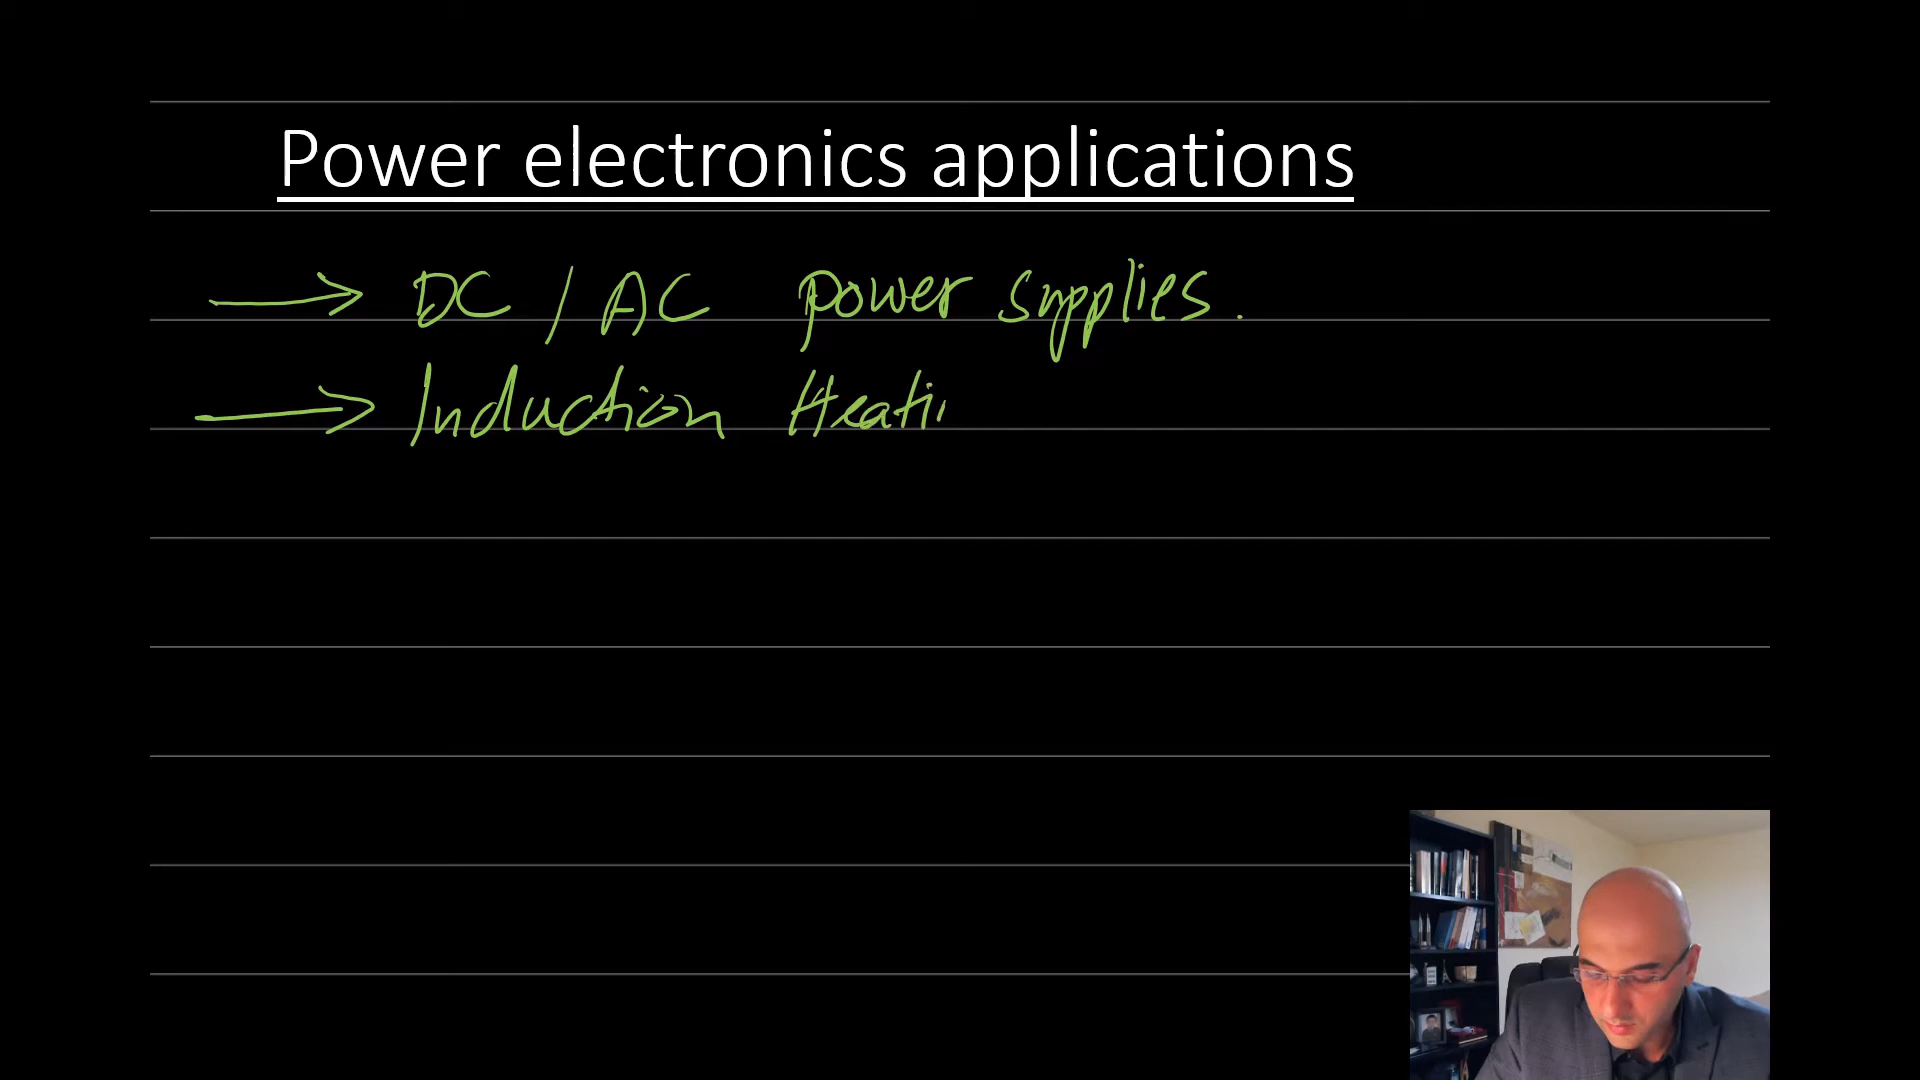 Power electronics applications
→ DC / AC power supplies.
→ Induction Heati